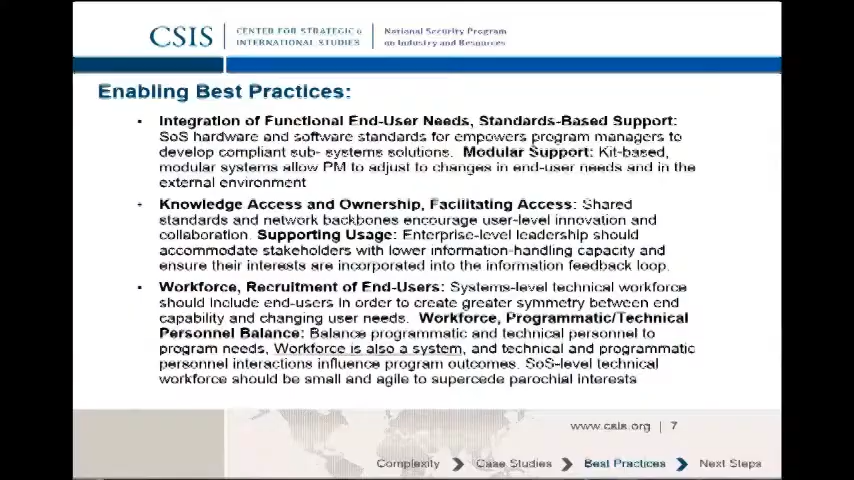 CSIS
CENTER FOR STRATEGIC &
INTERNATIONAL STUDIES
National Security Program
on Industry and Resources
Enabling Best Practices:
• Integration of Functional End-User Needs, Standards-Based Support:
SoS hardware and software standards for empowers program managers to
develop compliant sub- systems solutions. Modular Support: Kit-based,
modular systems allow PM to adjust to changes in end-user needs and in the
external environment
• Knowledge Access and Ownership, Facilitating Access: Shared
standards and network backbones encourage user-level innovation and
collaboration. Supporting Usage: Enterprise-level leadership should
accommodate stakeholders with lower information-handling capacity and
ensure their interests are incorporated into the information feedback loop.
• Workforce, Recruitment of End-Users: Systems-level technical workforce
should include end-users in order to create greater symmetry between end
capability and changing user needs. Workforce, Programmatic/Technical
Personnel Balance: Balance programmatic and technical personnel to
program needs, Workforce is also a system, and technical and programmatic
personnel interactions influence program outcomes. SoS-level technical
workforce should be small and agile to supercede parochial interests
www.csis.org | 7
Complexity > Case Studies > Best Practices > Next Steps